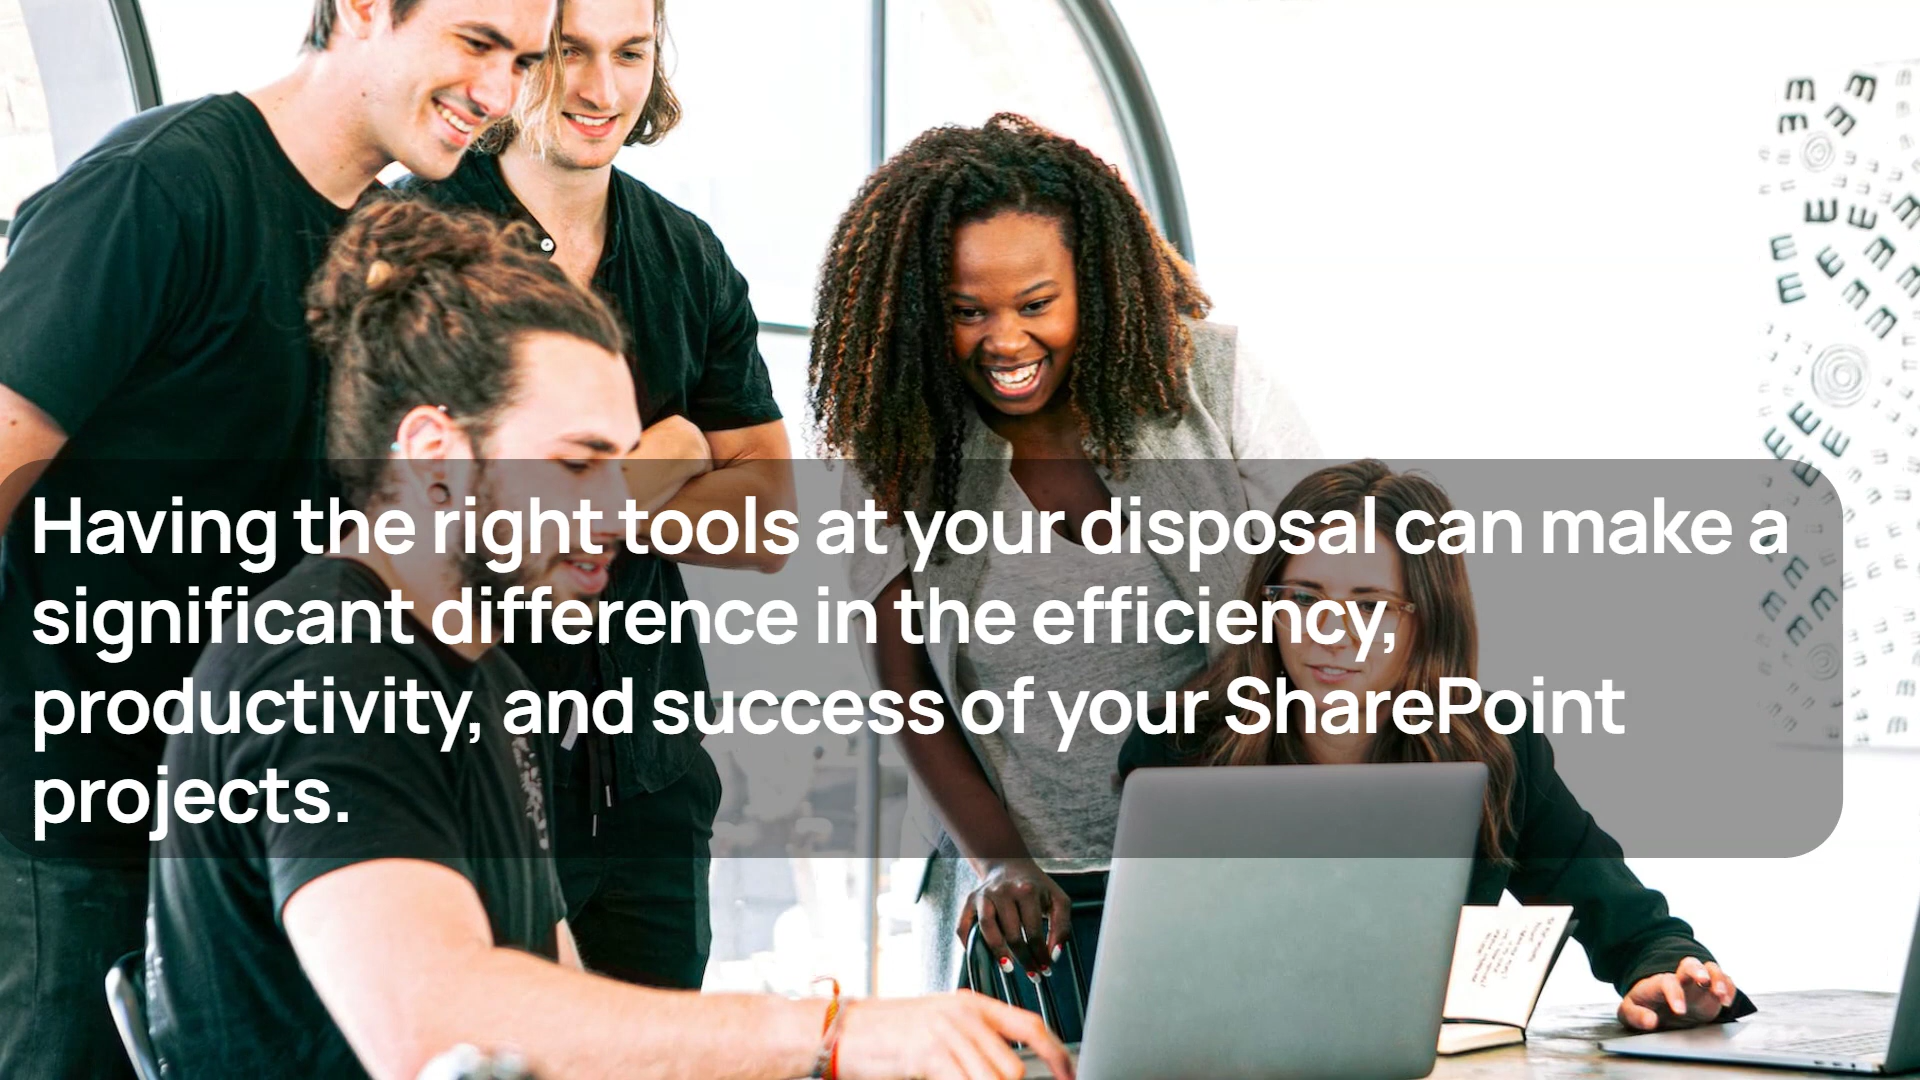 Having the right tools at your disposal can make a
significant difference in the efficiency,
productivity, and success of your SharePoint
projects.